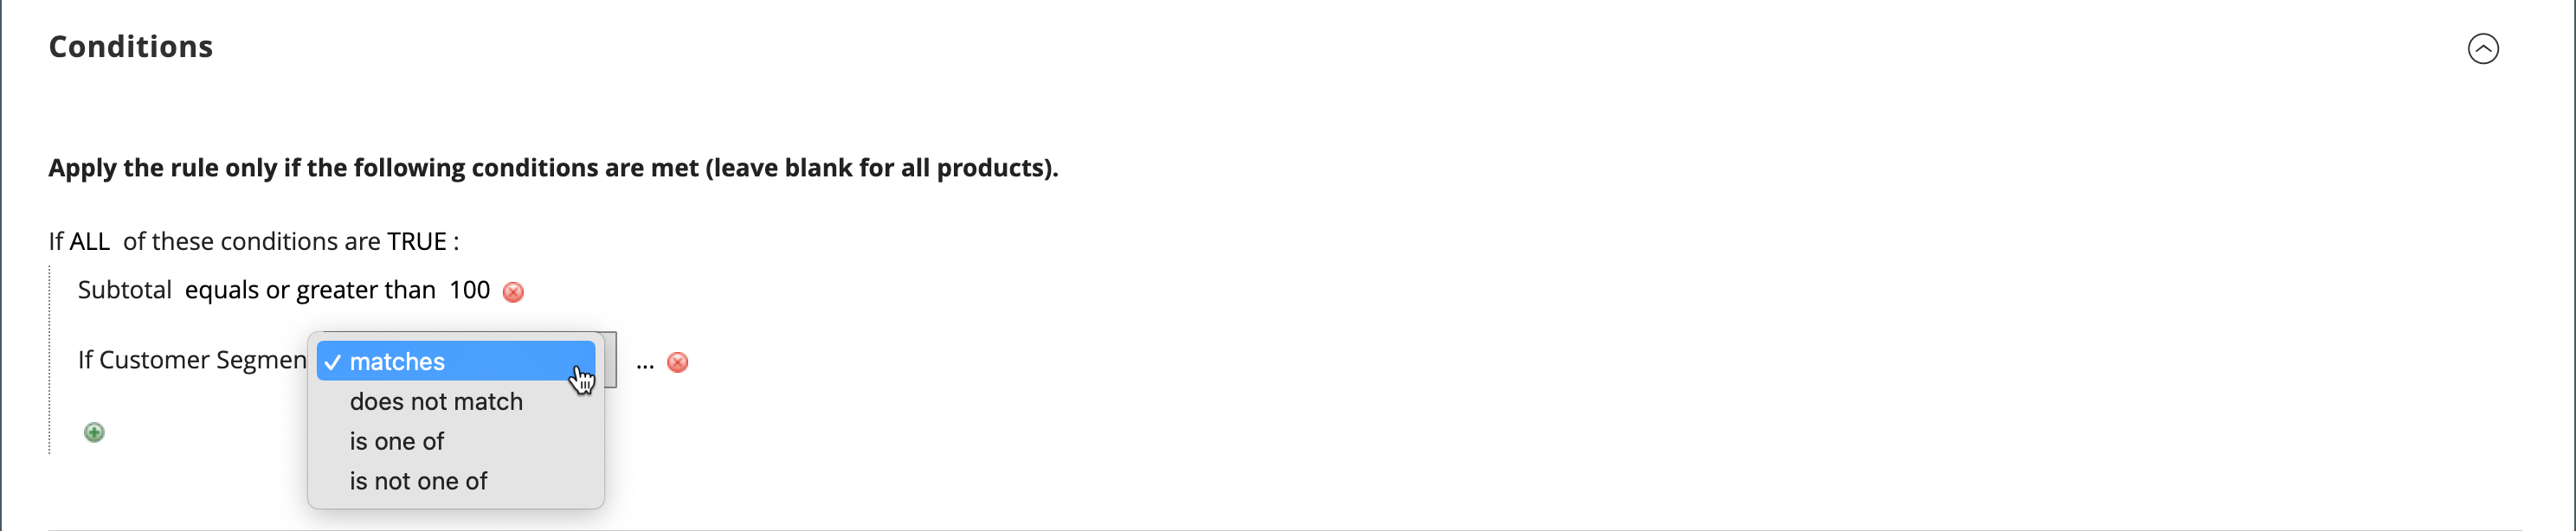 Conditions
Apply the rule only if the following conditions are met (leave blank for all products).
If ALL of these conditions are TRUE :
Subtotal equals or greater than 100
If Customer Segmen matches ...
does not match
is one of
is not one of